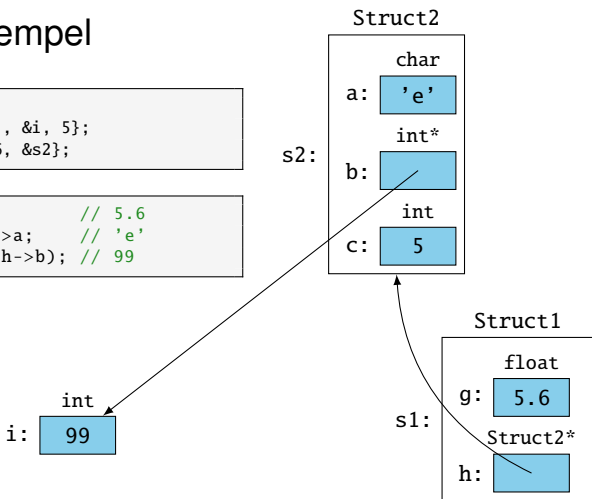 empel
, &i, 5};
, &s2};
// 5.6
>a; // 'e'
h->b); // 99
Struct2
char
a: 'e'
int*
s2:
b:
int
c: 5
Struct1
float
g: 5.6
s1:
Struct2*
h:
int
i: 99